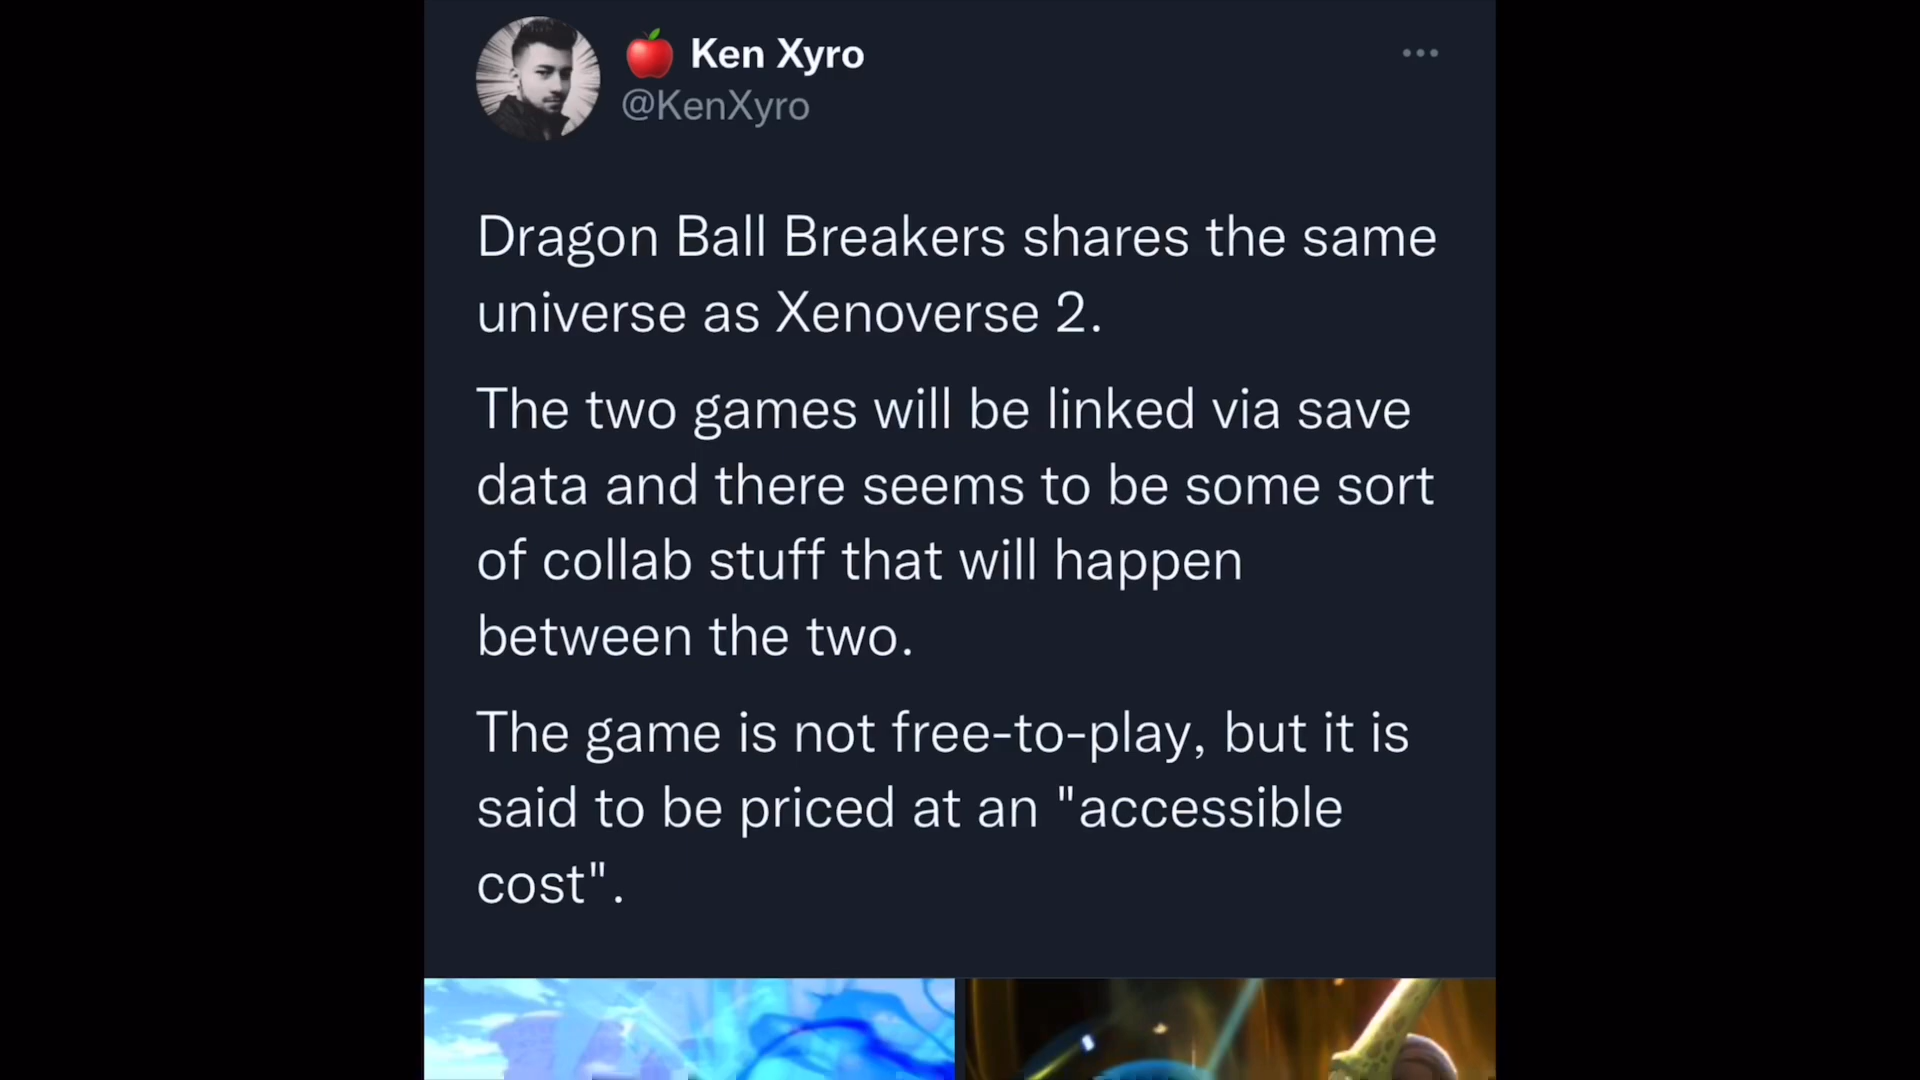 🍎 Ken Xyro
@KenXyro
Dragon Ball Breakers shares the same
universe as Xenoverse 2.
The two games will be linked via save
data and there seems to be some sort
of collab stuff that will happen
between the two.
The game is not free-to-play, but it is
said to be priced at an "accessible
cost".